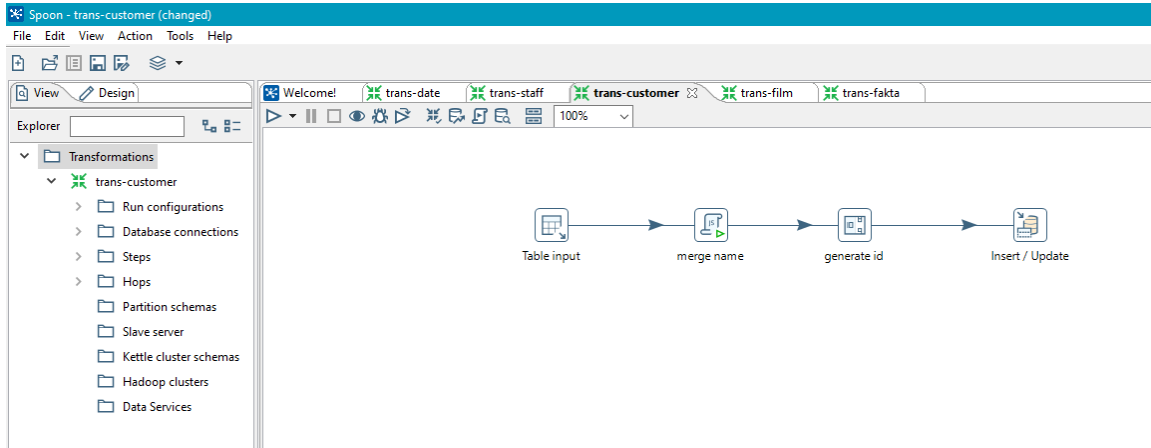 Spoon - trans-customer (changed)
File Edit View Action Tools Help
View Design
Welcome! trans-date trans-staff trans-customer trans-film trans-fakta
Explorer
100%
Transformations
trans-customer
Run configurations
Database connections
Steps
Hops
Partition schemas
Slave server
Kettle cluster schemas
Hadoop clusters
Data Services
Table input merge name generate id Insert / Update